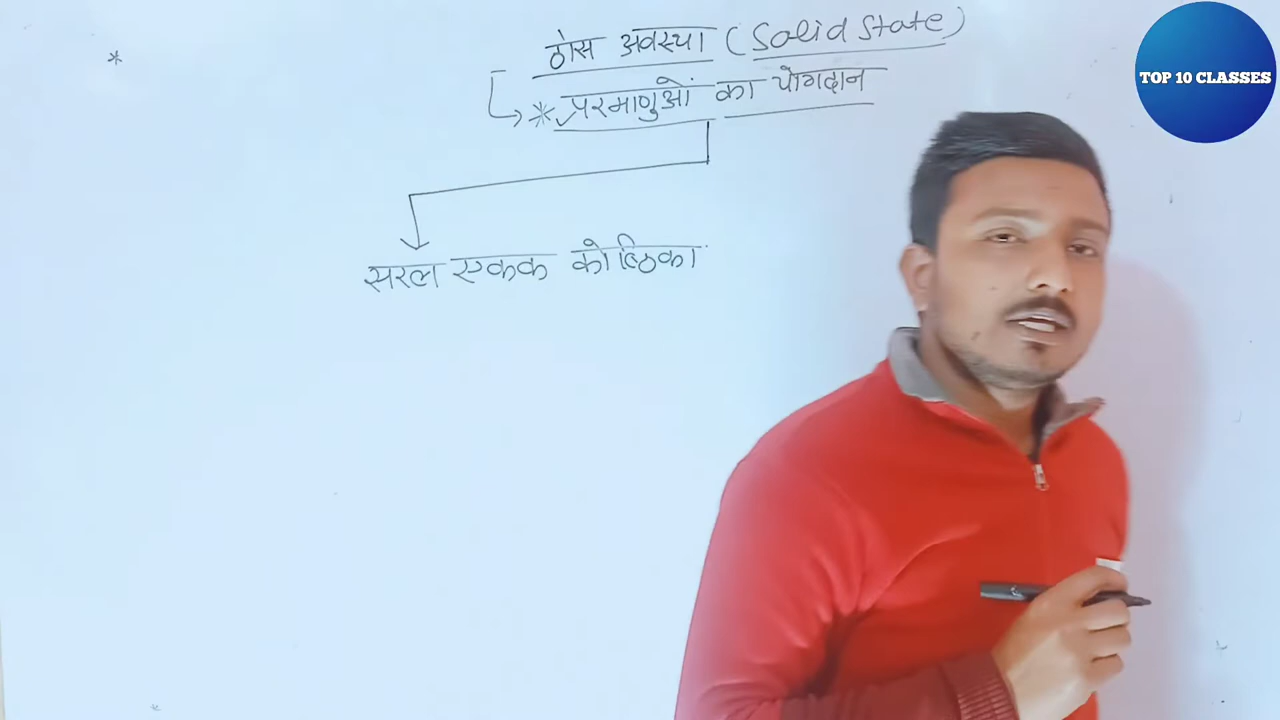 ठोस अवस्था (Solid State)
* परमाणुओं का योगदान
सरल एकक कोष्ठिका
TOP 10 CLASSES